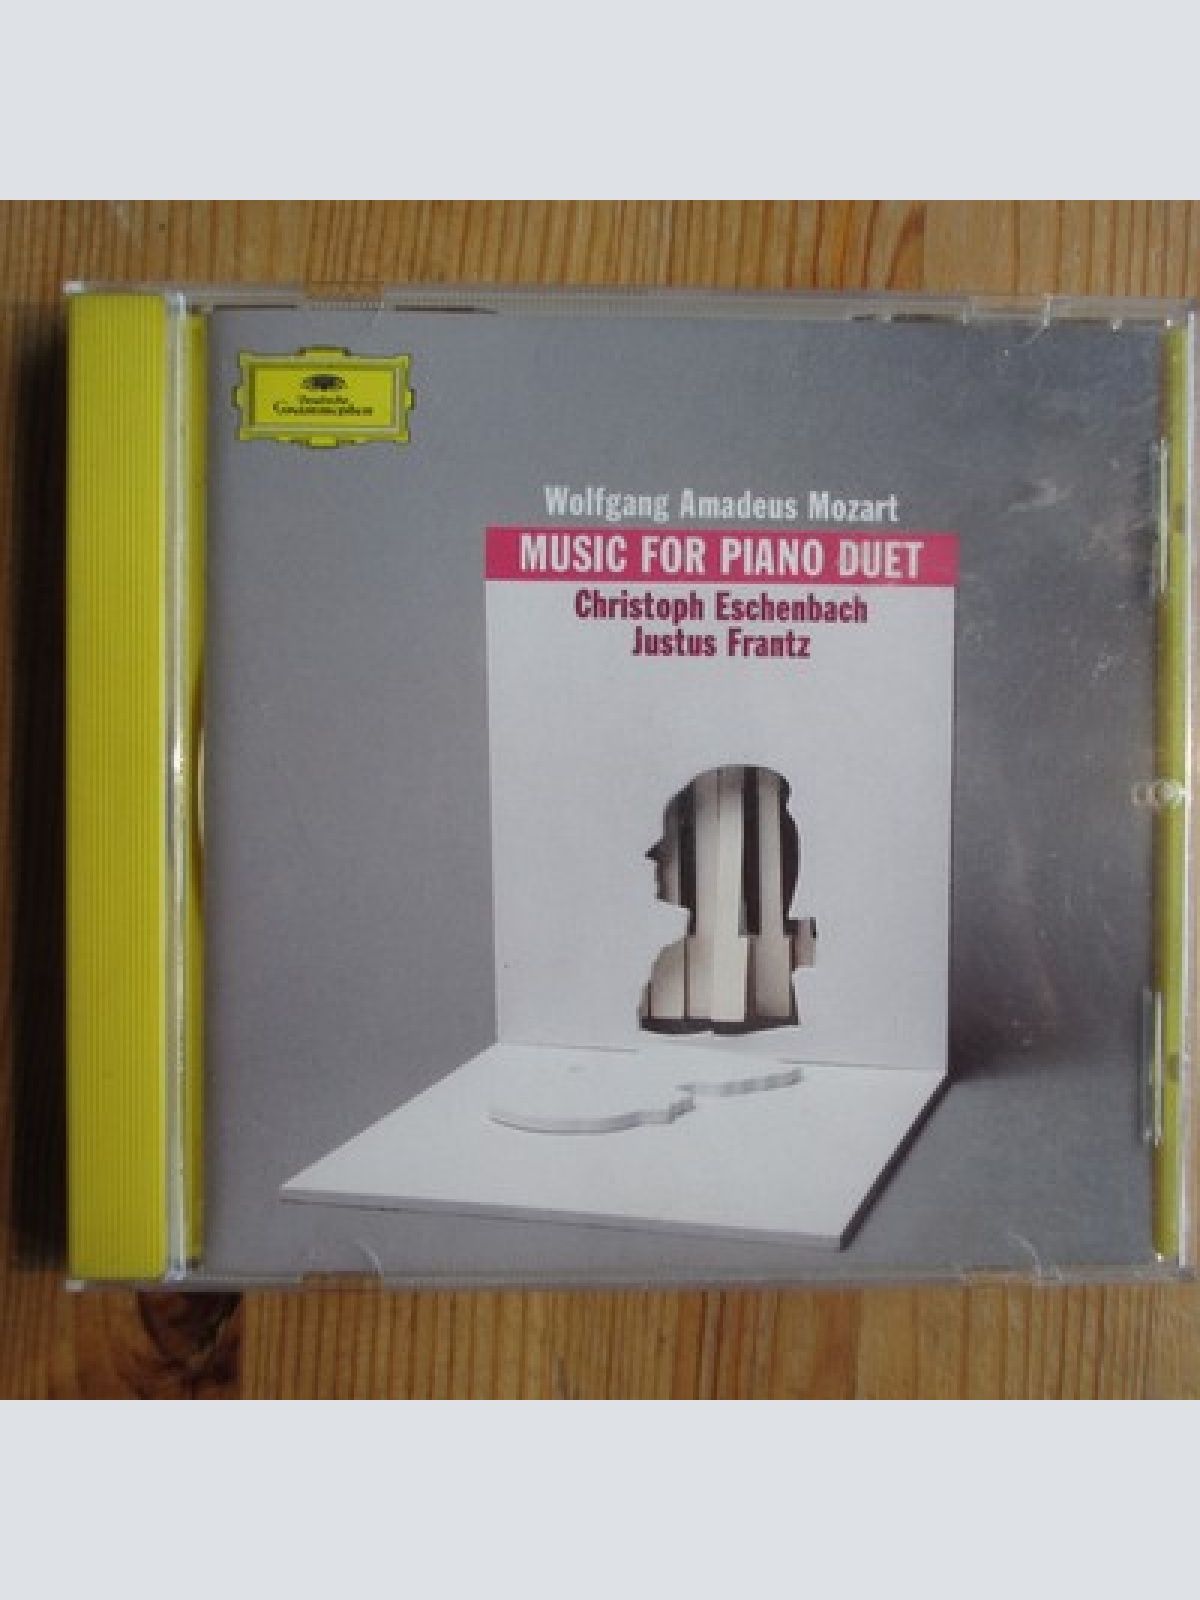 Deutsche
Grammophon
Wolfgang Amadeus Mozart
MUSIC FOR PIANO DUET
Christoph Eschenbach
Justus Frantz